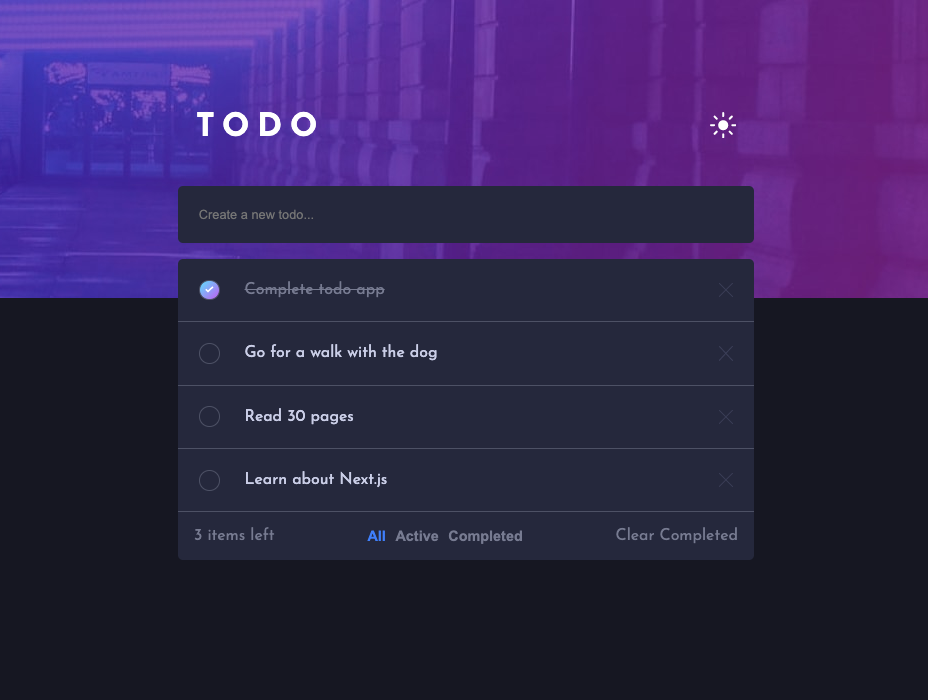 TODO
Create a new todo...
Complete todo app
Go for a walk with the dog
Read 30 pages
Learn about Next.js
3 items left All Active Completed Clear Completed